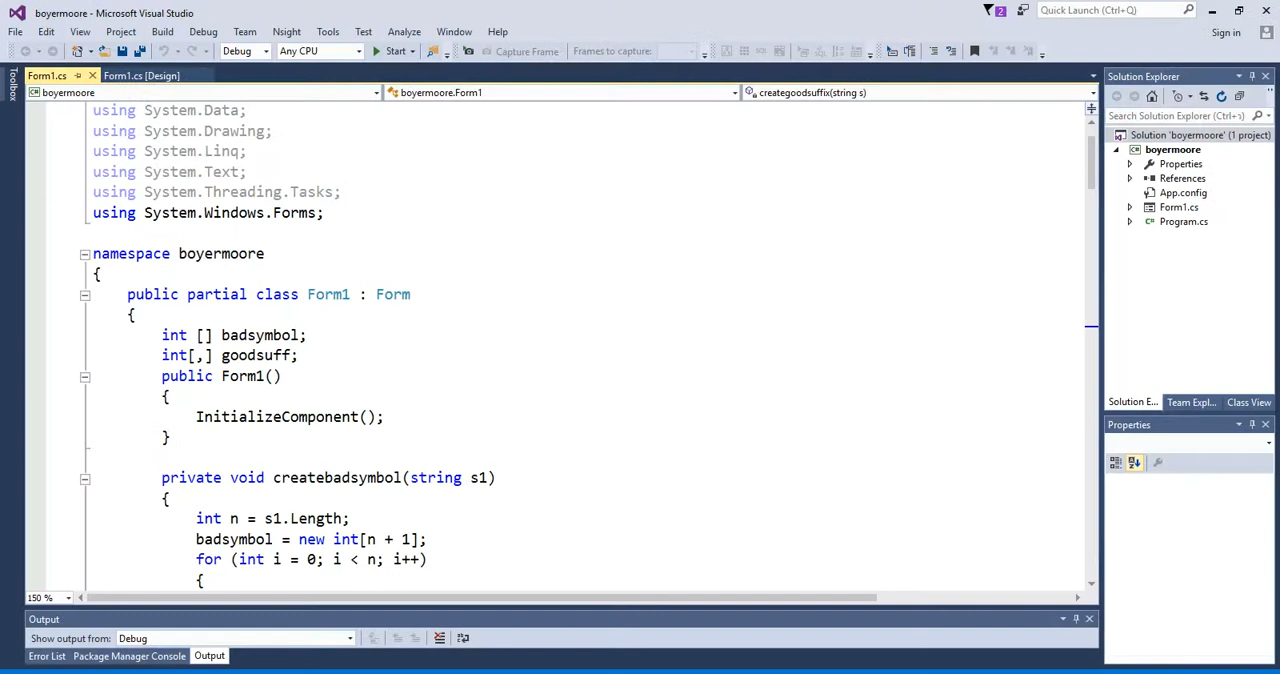 boyermoore - Microsoft Visual Studio
2
Quick Launch (Ctrl+Q)
File Edit View Project Build Debug Team Nsight Tools Test Analyze Window Help
Sign in
Debug Any CPU Start Capture Frame Frames to capture:
Toolbox
Form1.cs Form1.cs [Design]
boyermoore boyermoore.Form1 creategoodsuffix(string s)
using System.Data;
using System.Drawing;
using System.Linq;
using System.Text;
using System.Threading.Tasks;
using System.Windows.Forms;
namespace boyermoore
{
public partial class Form1 : Form
{
int [] badsymbol;
int[,] goodsuff;
public Form1()
{
InitializeComponent();
}
private void createbadsymbol(string s1)
{
int n = s1.Length;
badsymbol = new int[n + 1];
for (int i = 0; i < n; i++)
{
150 %
Solution Explorer
Search Solution Explorer (Ctrl+
Solution 'boyermoore' (1 project)
C# boyermoore
Properties
References
App.config
Form1.cs
C# Program.cs
Solution E... Team Expl... Class View
Properties
Output
Show output from: Debug
Error List Package Manager Console Output